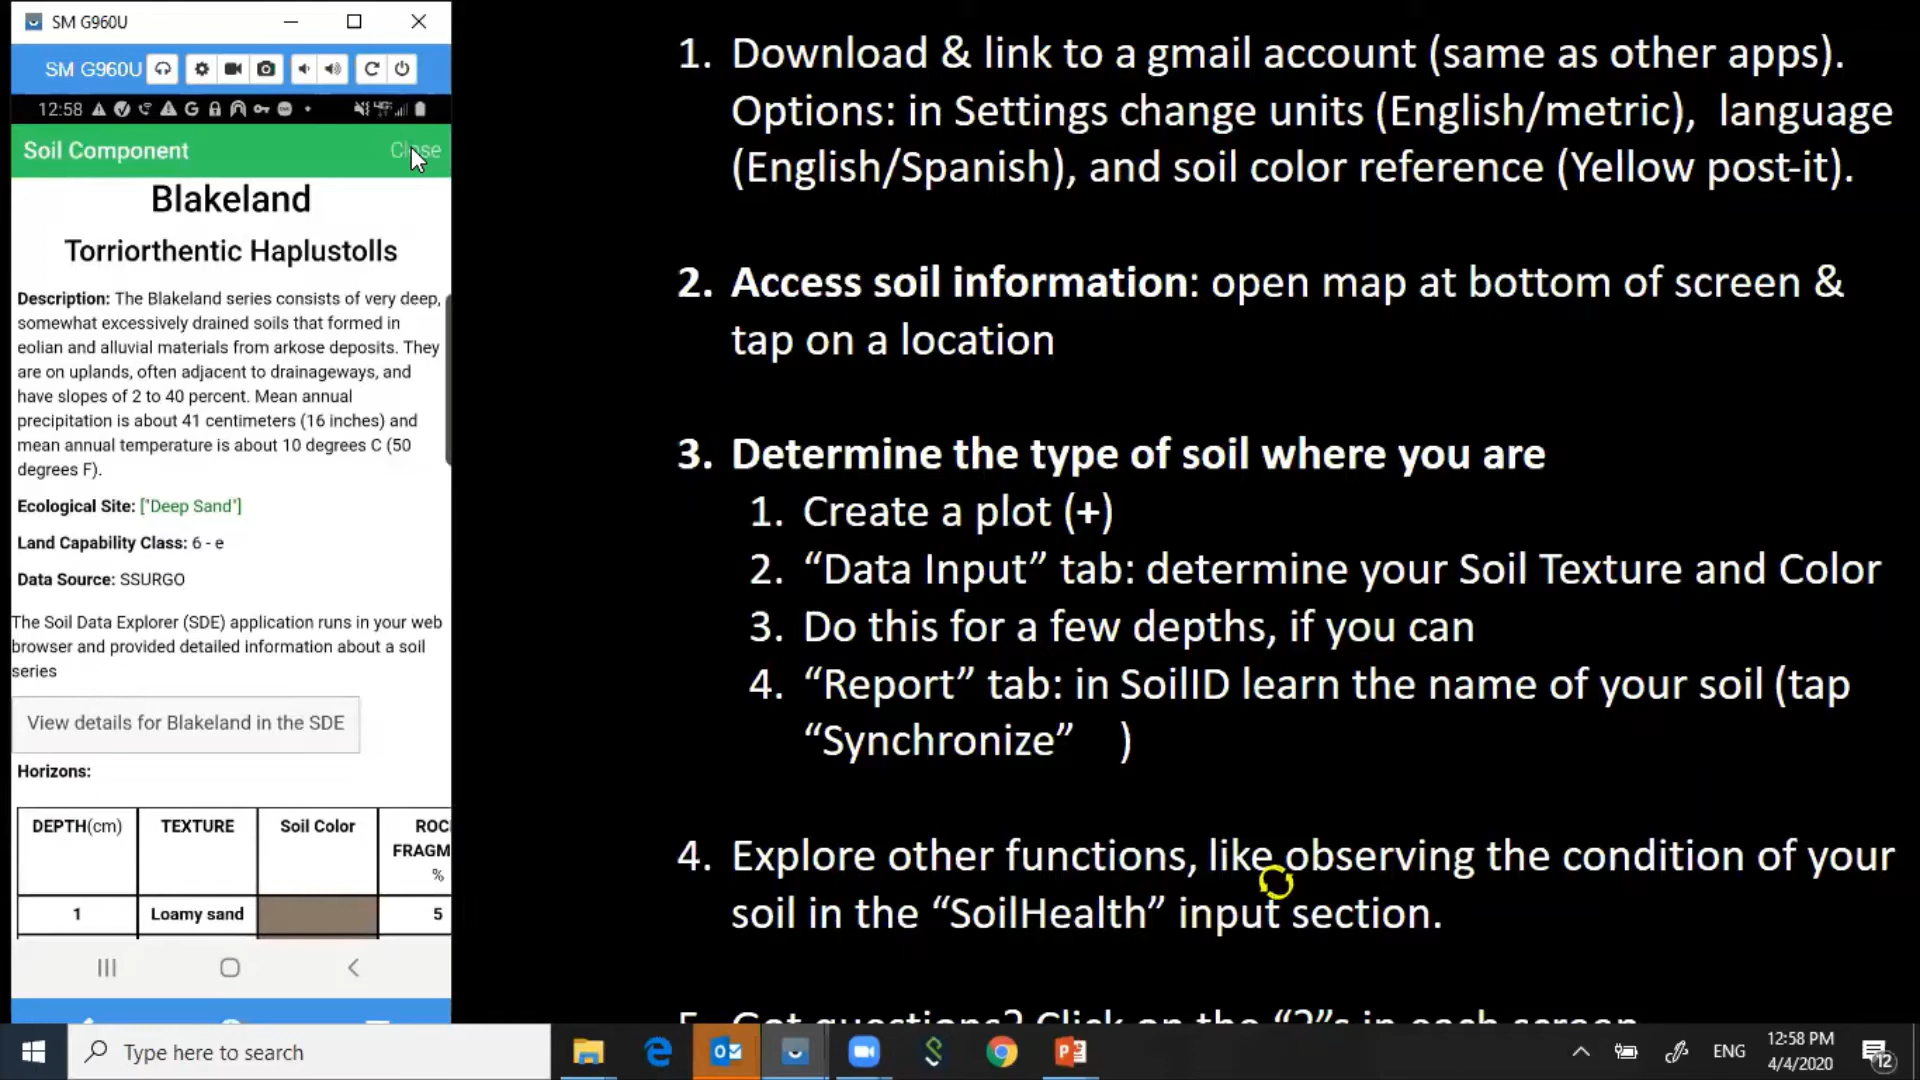 SM G960U
SM G960U
12:58
Soil Component
Close
Blakeland
Torriorthentic Haplustolls
Description: The Blakeland series consists of very deep,
somewhat excessively drained soils that formed in
eolian and alluvial materials from arkose deposits. They
are on uplands, often adjacent to drainageways, and
have slopes of 2 to 40 percent. Mean annual
precipitation is about 41 centimeters (16 inches) and
mean annual temperature is about 10 degrees C (50
degrees F).
Ecological Site: ["Deep Sand"]
Land Capability Class: 6 - e
Data Source: SSURGO
The Soil Data Explorer (SDE) application runs in your web
browser and provided detailed information about a soil
series
View details for Blakeland in the SDE
Horizons:
DEPTH(cm) TEXTURE Soil Color ROC
FRAGM
%
1 Loamy sand 5
1. Download & link to a gmail account (same as other apps).
Options: in Settings change units (English/metric), language
(English/Spanish), and soil color reference (Yellow post-it).
2. Access soil information: open map at bottom of screen &
tap on a location
3. Determine the type of soil where you are
1. Create a plot (+)
2. “Data Input” tab: determine your Soil Texture and Color
3. Do this for a few depths, if you can
4. “Report” tab: in SoilID learn the name of your soil (tap
“Synchronize” )
4. Explore other functions, like observing the condition of your
soil in the “SoilHealth” input section.
5. Got questions? Click on the “?”s in each screen
Type here to search
ENG
12:58 PM
4/4/2020
12